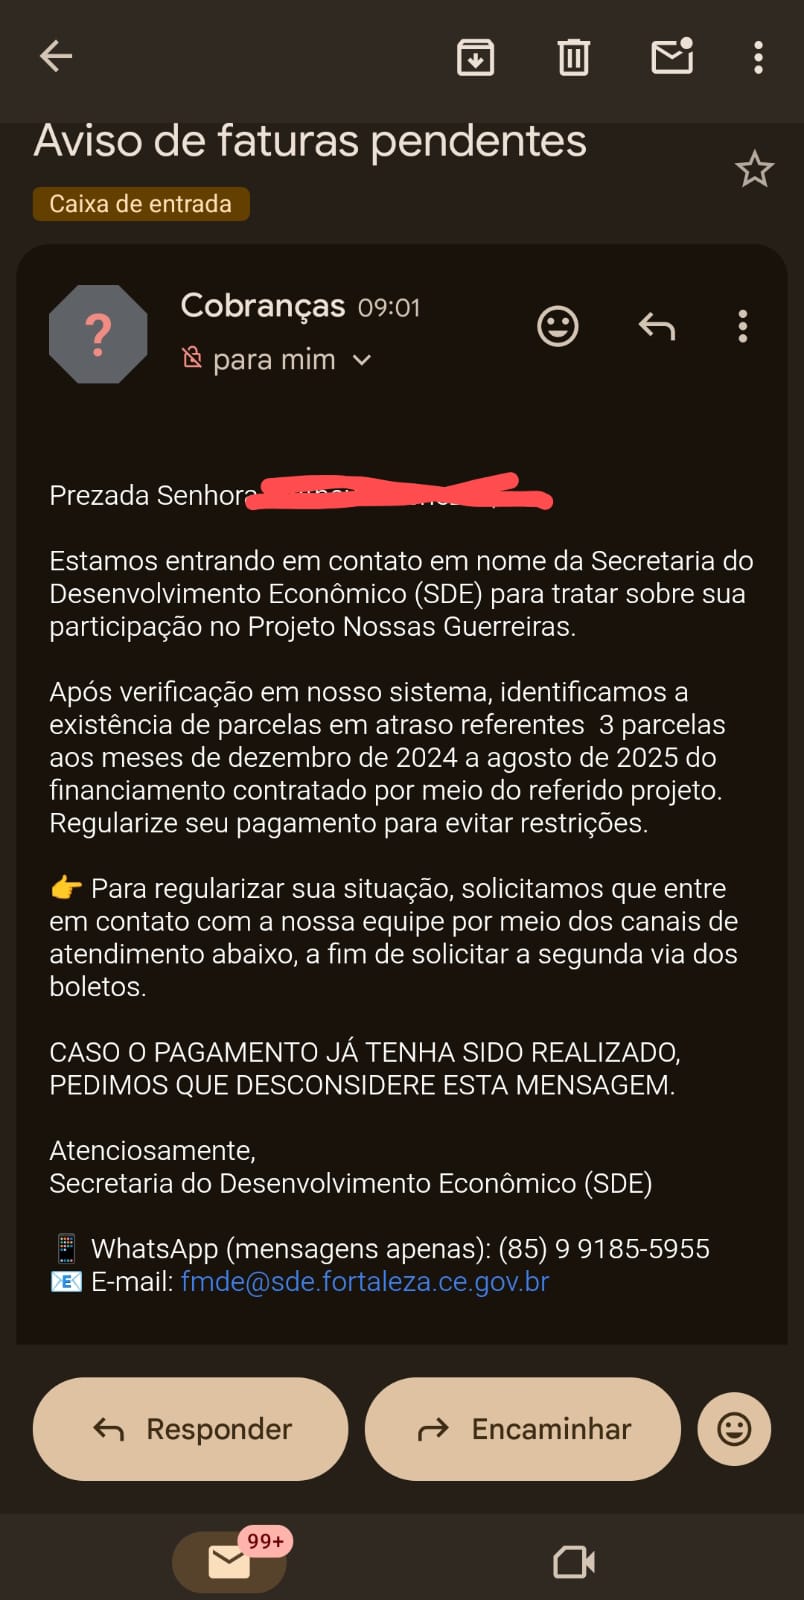 Aviso de faturas pendentes
Caixa de entrada
?
Cobranças 09:01
para mim
Prezada Senhora
Estamos entrando em contato em nome da Secretaria do
Desenvolvimento Econômico (SDE) para tratar sobre sua
participação no Projeto Nossas Guerreiras.
Após verificação em nosso sistema, identificamos a
existência de parcelas em atraso referentes  3 parcelas
aos meses de dezembro de 2024 a agosto de 2025 do
financiamento contratado por meio do referido projeto.
Regularize seu pagamento para evitar restrições.
👉 Para regularizar sua situação, solicitamos que entre
em contato com a nossa equipe por meio dos canais de
atendimento abaixo, a fim de solicitar a segunda via dos
boletos.
CASO O PAGAMENTO JÁ TENHA SIDO REALIZADO,
PEDIMOS QUE DESCONSIDERE ESTA MENSAGEM.
Atenciosamente,
Secretaria do Desenvolvimento Econômico (SDE)
📱 WhatsApp (mensagens apenas): (85) 9 9185-5955
📧 E-mail: fmde@sde.fortaleza.ce.gov.br
Responder
Encaminhar
99+